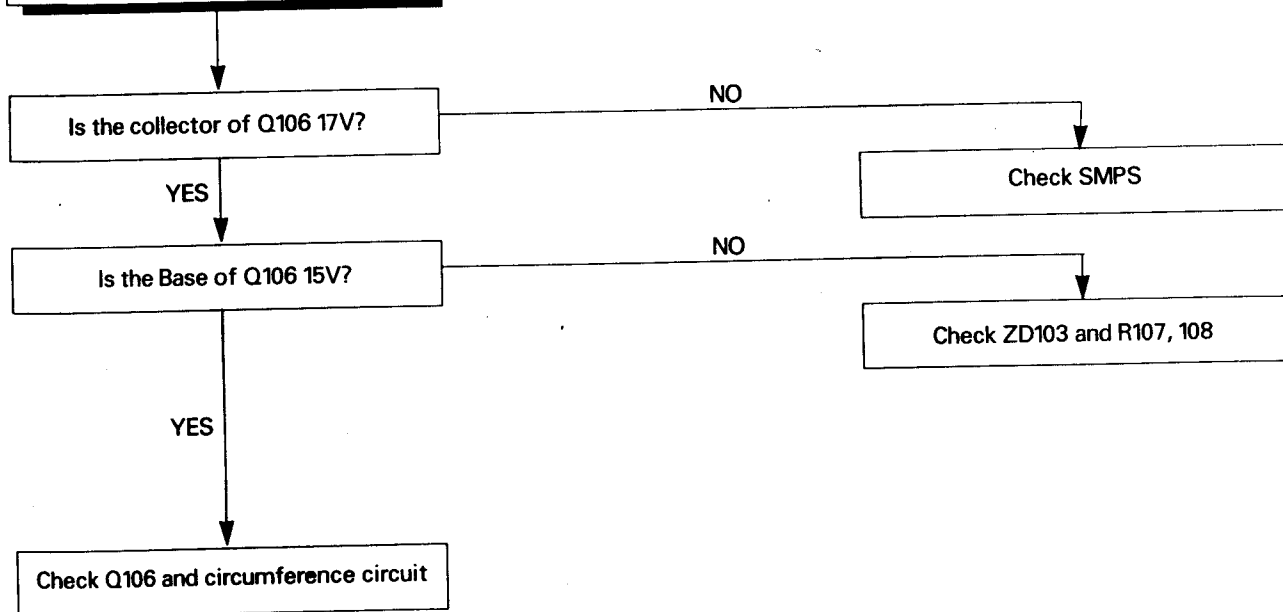 Is the collector of Q106 17V?
NO
Check SMPS
YES
Is the Base of Q106 15V?
NO
Check ZD103 and R107, 108
YES
Check Q106 and circumference circuit